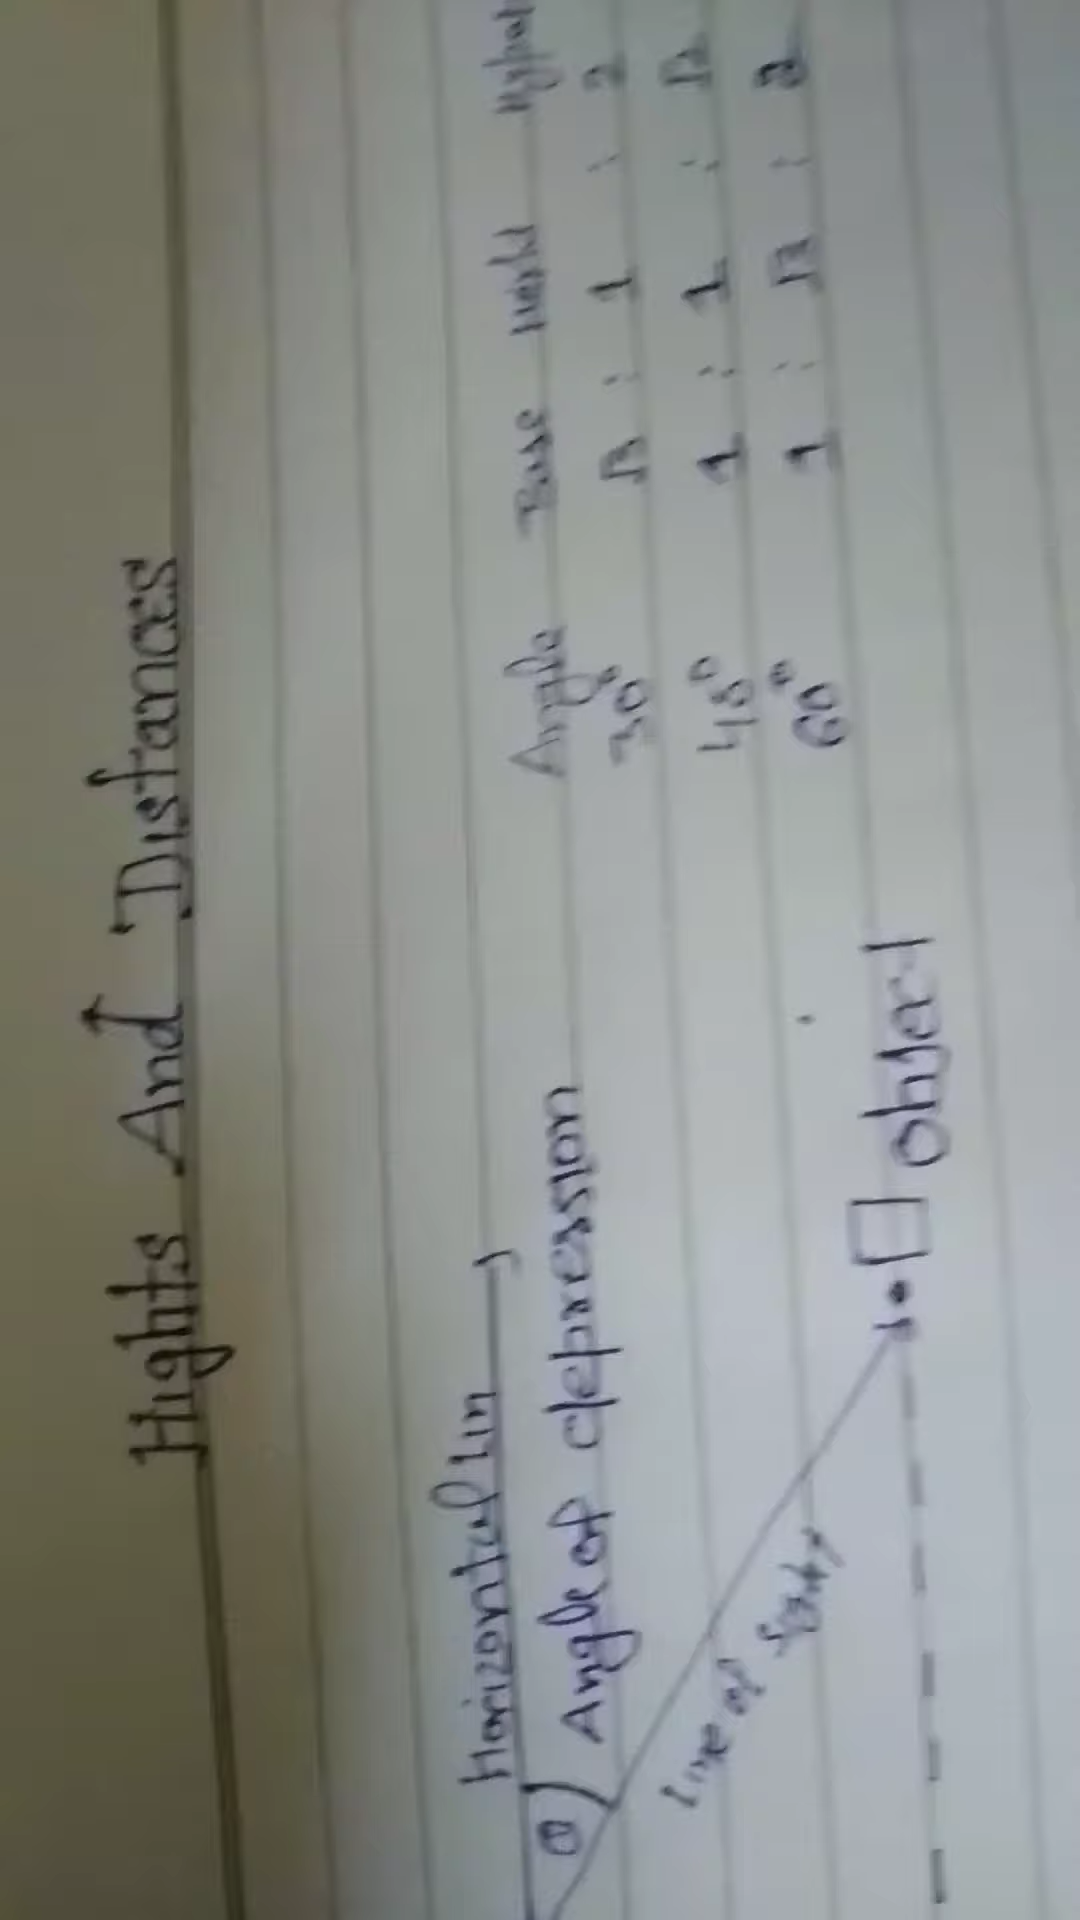 Hights And Distances
Horizontal Lin
Angle Base Height Hypot
θ Angle of depression
30° √3 : 1 : 2
45° 1 : 1 : √2
60° 1 : √3 : 2
Line of Sight
object